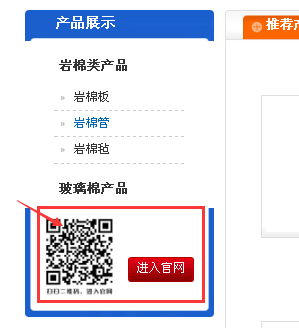 产品展示
推荐产
岩棉类产品
» 岩棉板
» 岩棉管
» 岩棉毡
玻璃棉产品
进入官网
扫扫二维码，进入官网